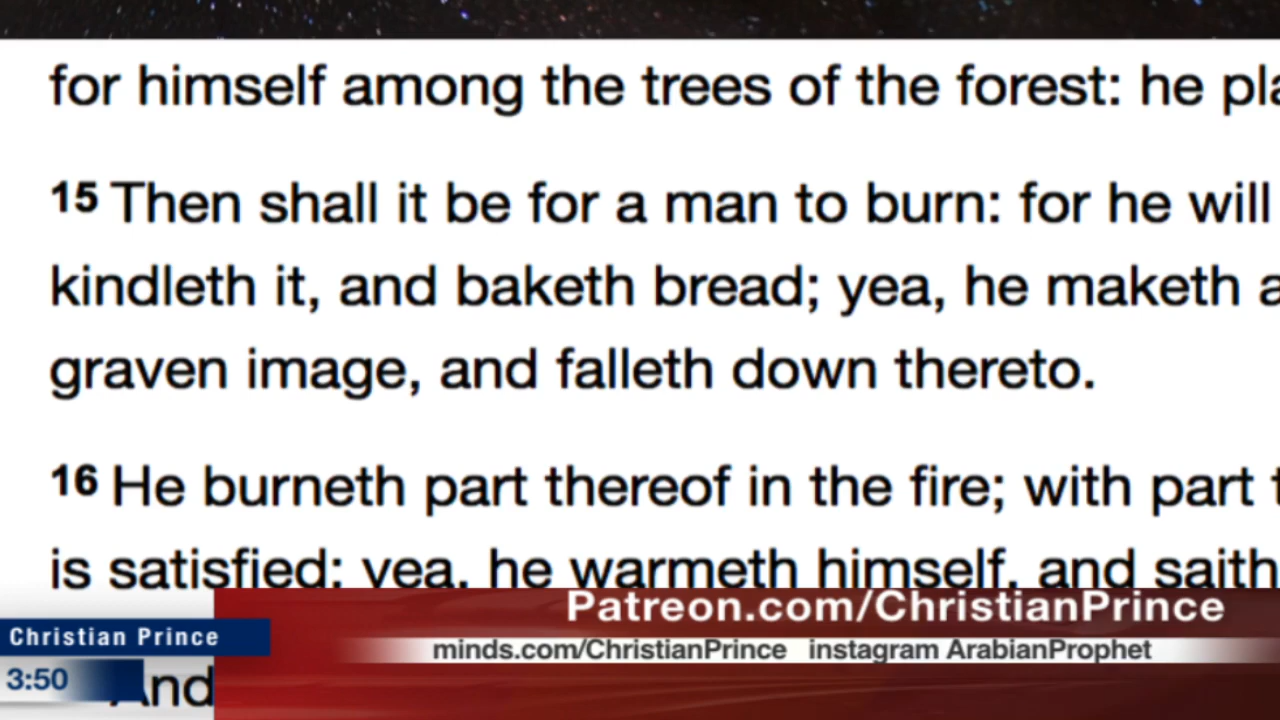 for himself among the trees of the forest: he
15 Then shall it be for a man to burn: for he will
kindleth it, and baketh bread; yea, he maketh
graven image, and falleth down thereto.
16 He burneth part thereof in the fire; with part
is satisfied: yea, he warmeth himself, and saith
And
Patreon.com/ChristianPrince
minds.com/ChristianPrince instagram ArabianProphet
Christian Prince
3:50